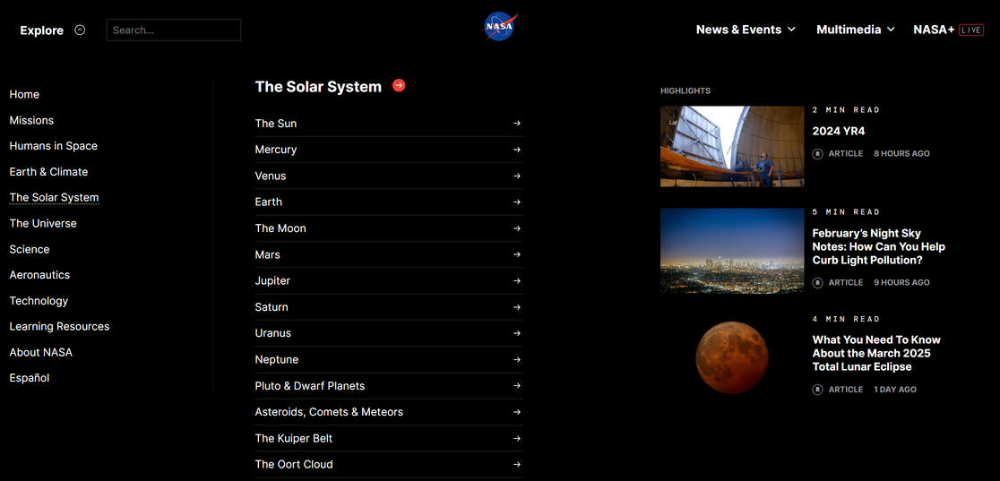 Explore
Search...
NASA
News & Events
Multimedia
NASA+ LIVE
Home
Missions
Humans in Space
Earth & Climate
The Solar System
The Universe
Science
Aeronautics
Technology
Learning Resources
About NASA
Español
The Solar System
The Sun
Mercury
Venus
Earth
The Moon
Mars
Jupiter
Saturn
Uranus
Neptune
Pluto & Dwarf Planets
Asteroids, Comets & Meteors
The Kuiper Belt
The Oort Cloud
HIGHLIGHTS
2 MIN READ
2024 YR4
ARTICLE 8 HOURS AGO
5 MIN READ
February’s Night Sky
Notes: How Can You Help
Curb Light Pollution?
ARTICLE 9 HOURS AGO
4 MIN READ
What You Need To Know
About the March 2025
Total Lunar Eclipse
ARTICLE 1 DAY AGO